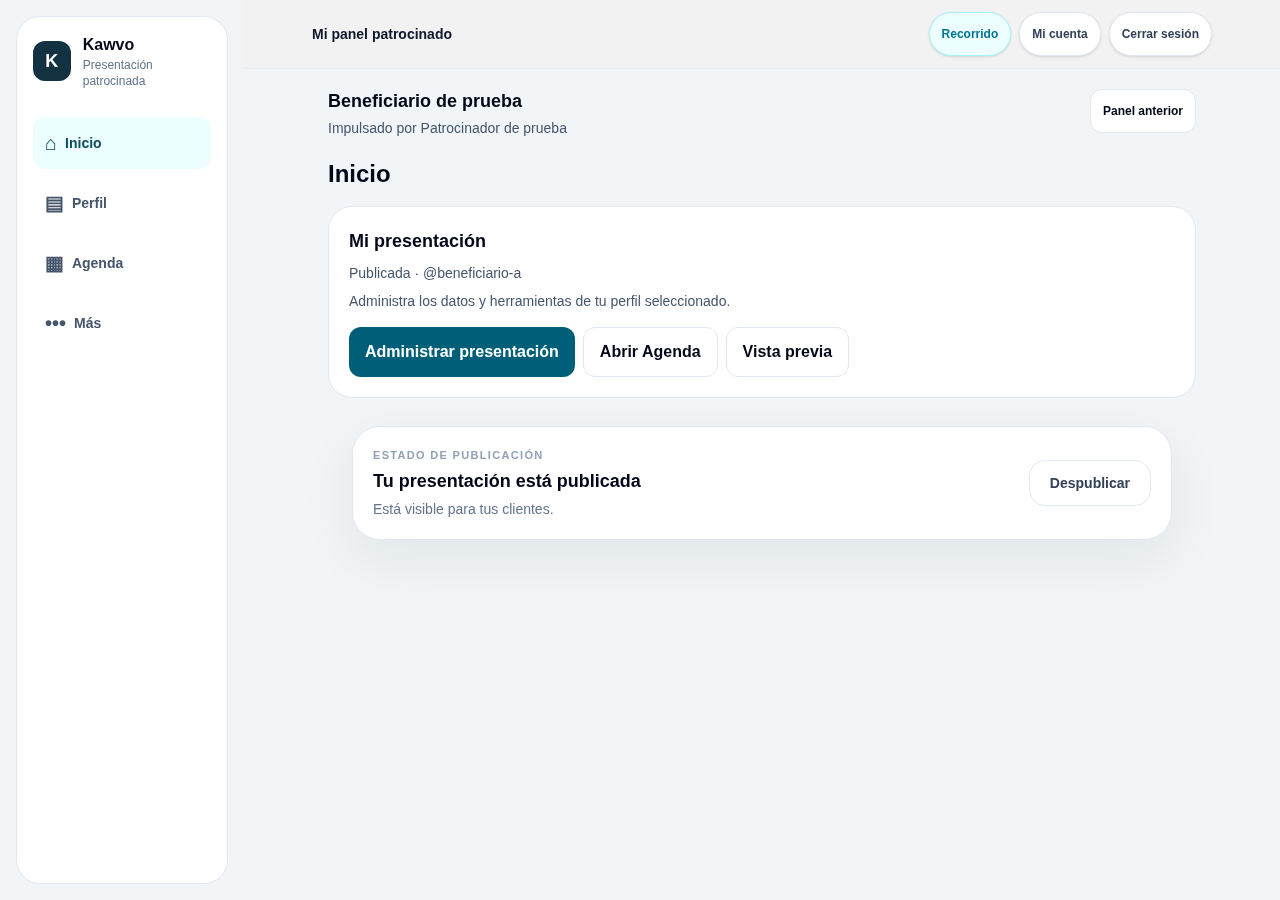 K
Kawvo
Presentación
patrocinada
Inicio
Perfil
Agenda
Más
Mi panel patrocinado
Recorrido
Mi cuenta
Cerrar sesión
Beneficiario de prueba
Impulsado por Patrocinador de prueba
Panel anterior
Inicio
Mi presentación
Publicada · @beneficiario-a
Administra los datos y herramientas de tu perfil seleccionado.
Administrar presentación
Abrir Agenda
Vista previa
ESTADO DE PUBLICACIÓN
Tu presentación está publicada
Está visible para tus clientes.
Despublicar